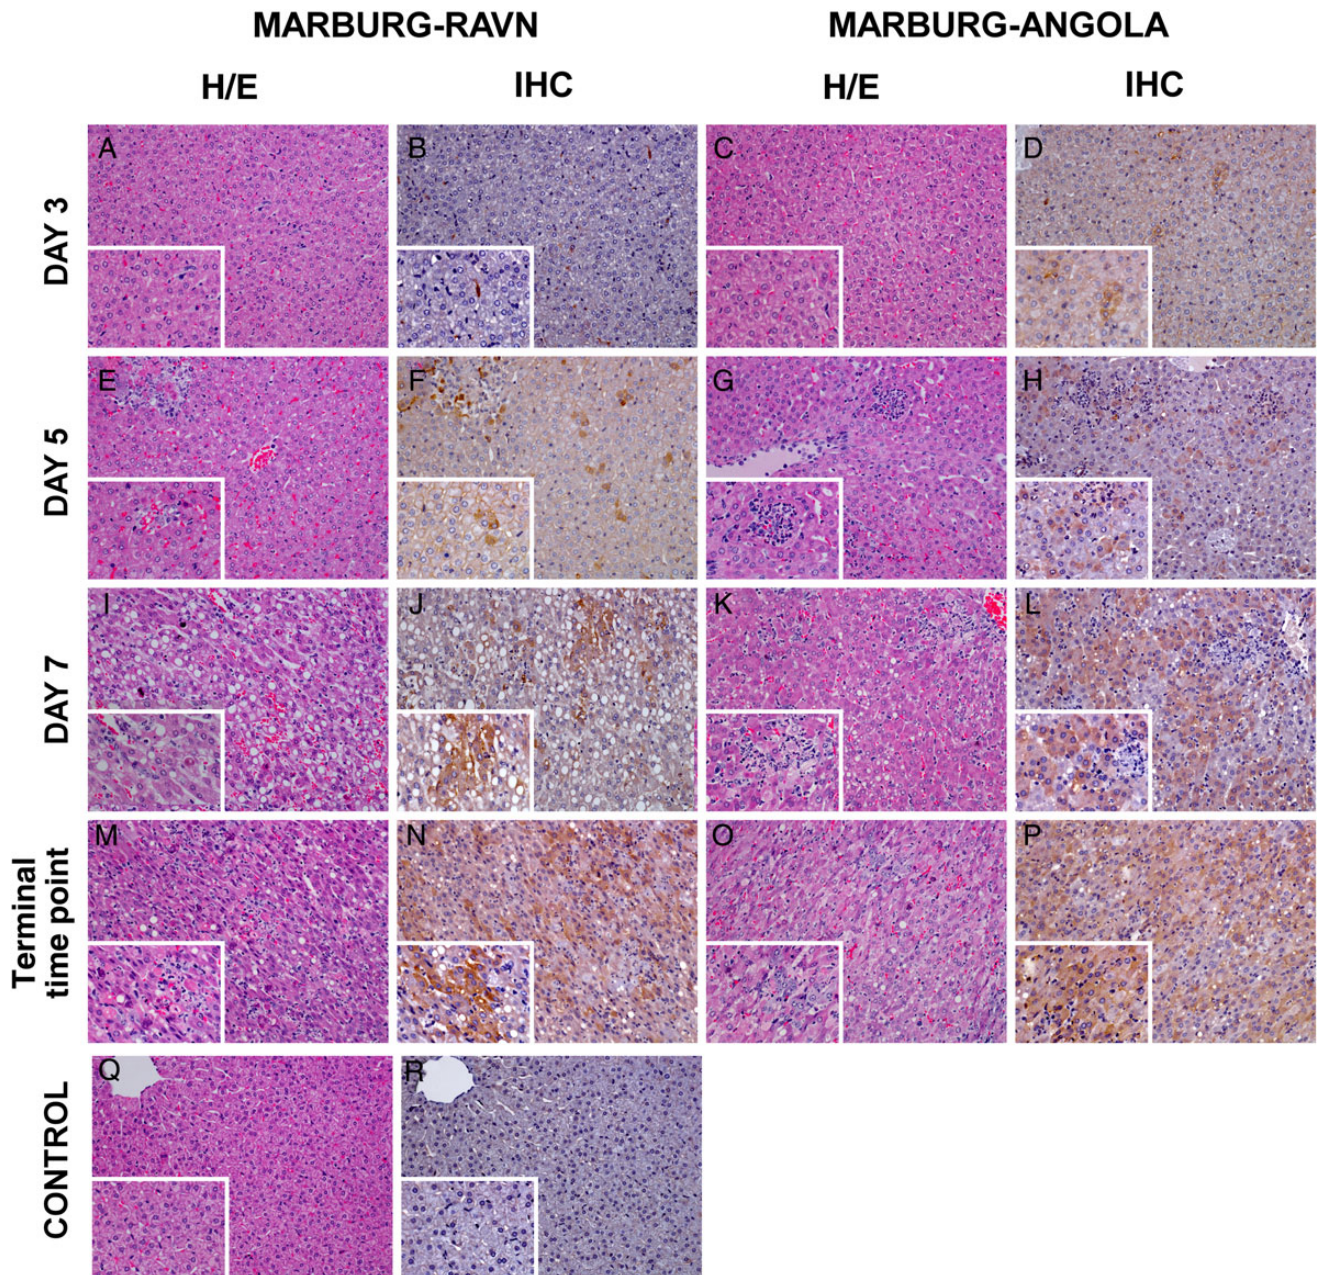 MARBURG-RAVN MARBURG-ANGOLA
H/E IHC H/E IHC
DAY 3
A B C D
DAY 5
E F G H
DAY 7
I J K L
Terminal
time point
M N O P
CONTROL
Q R